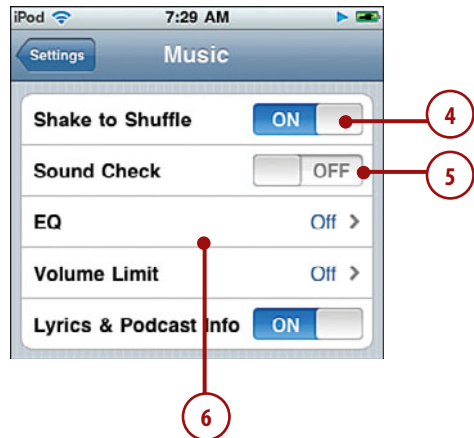 iPod 7:29 AM
Settings Music
Shake to Shuffle ON 4
Sound Check OFF 5
EQ Off
Volume Limit Off
Lyrics & Podcast Info ON
6